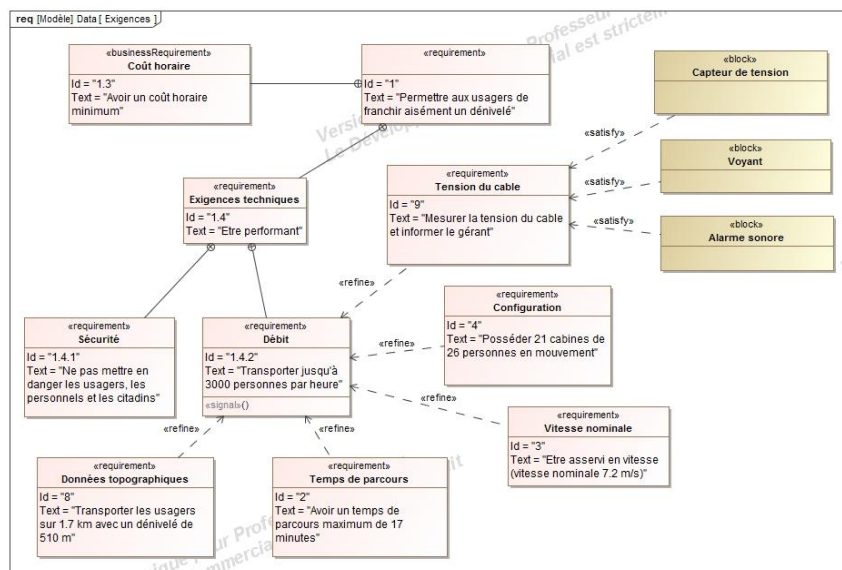 req [Modèle] Data [ Exigences ]
«businessRequirement»
Coût horaire
Id = "1.3"
Text = "Avoir un coût horaire
minimum"
«requirement»
Id = "1"
Text = "Permettre aux usagers de
franchir aisément un dénivelé"
«block»
Capteur de tension
«satisfy»
«block»
Voyant
«satisfy»
«block»
Alarme sonore
«satisfy»
«requirement»
Exigences techniques
Id = "1.4"
Text = "Etre performant"
«requirement»
Tension du cable
Id = "9"
Text = "Mesurer la tension du cable
et informer le gérant"
«refine»
«requirement»
Sécurité
Id = "1.4.1"
Text = "Ne pas mettre en
danger les usagers, les
personnels et les citadins"
«requirement»
Débit
Id = "1.4.2"
Text = "Transporter jusqu'à
3000 personnes par heure"
«signal»()
«refine»
«requirement»
Configuration
Id = "4"
Text = "Posséder 21 cabines de
26 personnes en mouvement"
«refine»
«requirement»
Vitesse nominale
Id = "3"
Text = "Etre asservi en vitesse
(vitesse nominale 7.2 m/s)"
«refine»
«refine»
«requirement»
Données topographiques
Id = "8"
Text = "Transporter les usagers
sur 1.7 km avec un dénivelé de
510 m"
«requirement»
Temps de parcours
Id = "2"
Text = "Avoir un temps de
parcours maximum de 17
minutes"
Professeur
est strictem
Versio
Le Dévelop